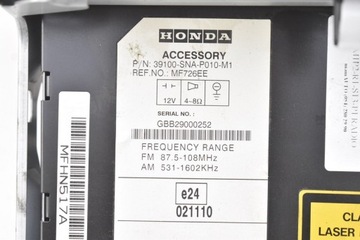 HONDA
ACCESSORY
P/N: 39100-SNA-P010-M1
REF.NO.: MF726EE
12V
4-8Ω
SERIAL NO.:
GBB29000252
FREQUENCY RANGE
FM 87.5-108MHz
AM 531-1602KHz
e24
021110
MFHN517A
CLA
LASER